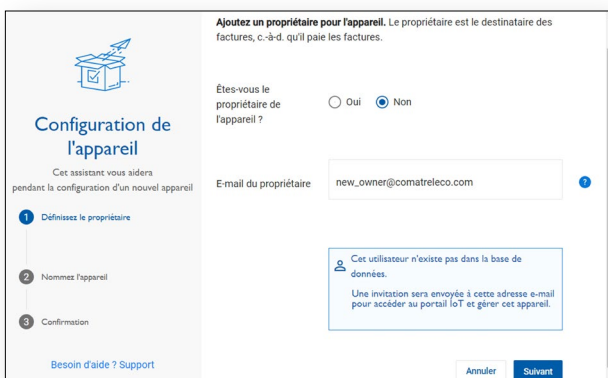 Configuration de
l'appareil
Cet assistant vous aidera
pendant la configuration d'un nouvel appareil
1 Définissez le propriétaire
2 Nommez l'appareil
3 Confirmation
Besoin d'aide ? Support
Ajoutez un propriétaire pour l'appareil. Le propriétaire est le destinataire des
factures, c.-à-d. qu'il paie les factures.
Êtes-vous le
propriétaire de
l'appareil ?
Oui Non
E-mail du propriétaire
new_owner@comatreleco.com
?
Cet utilisateur n'existe pas dans la base de
données.
Une invitation sera envoyée à cette adresse e-mail
pour accéder au portail IoT et gérer cet appareil.
Annuler Suivant